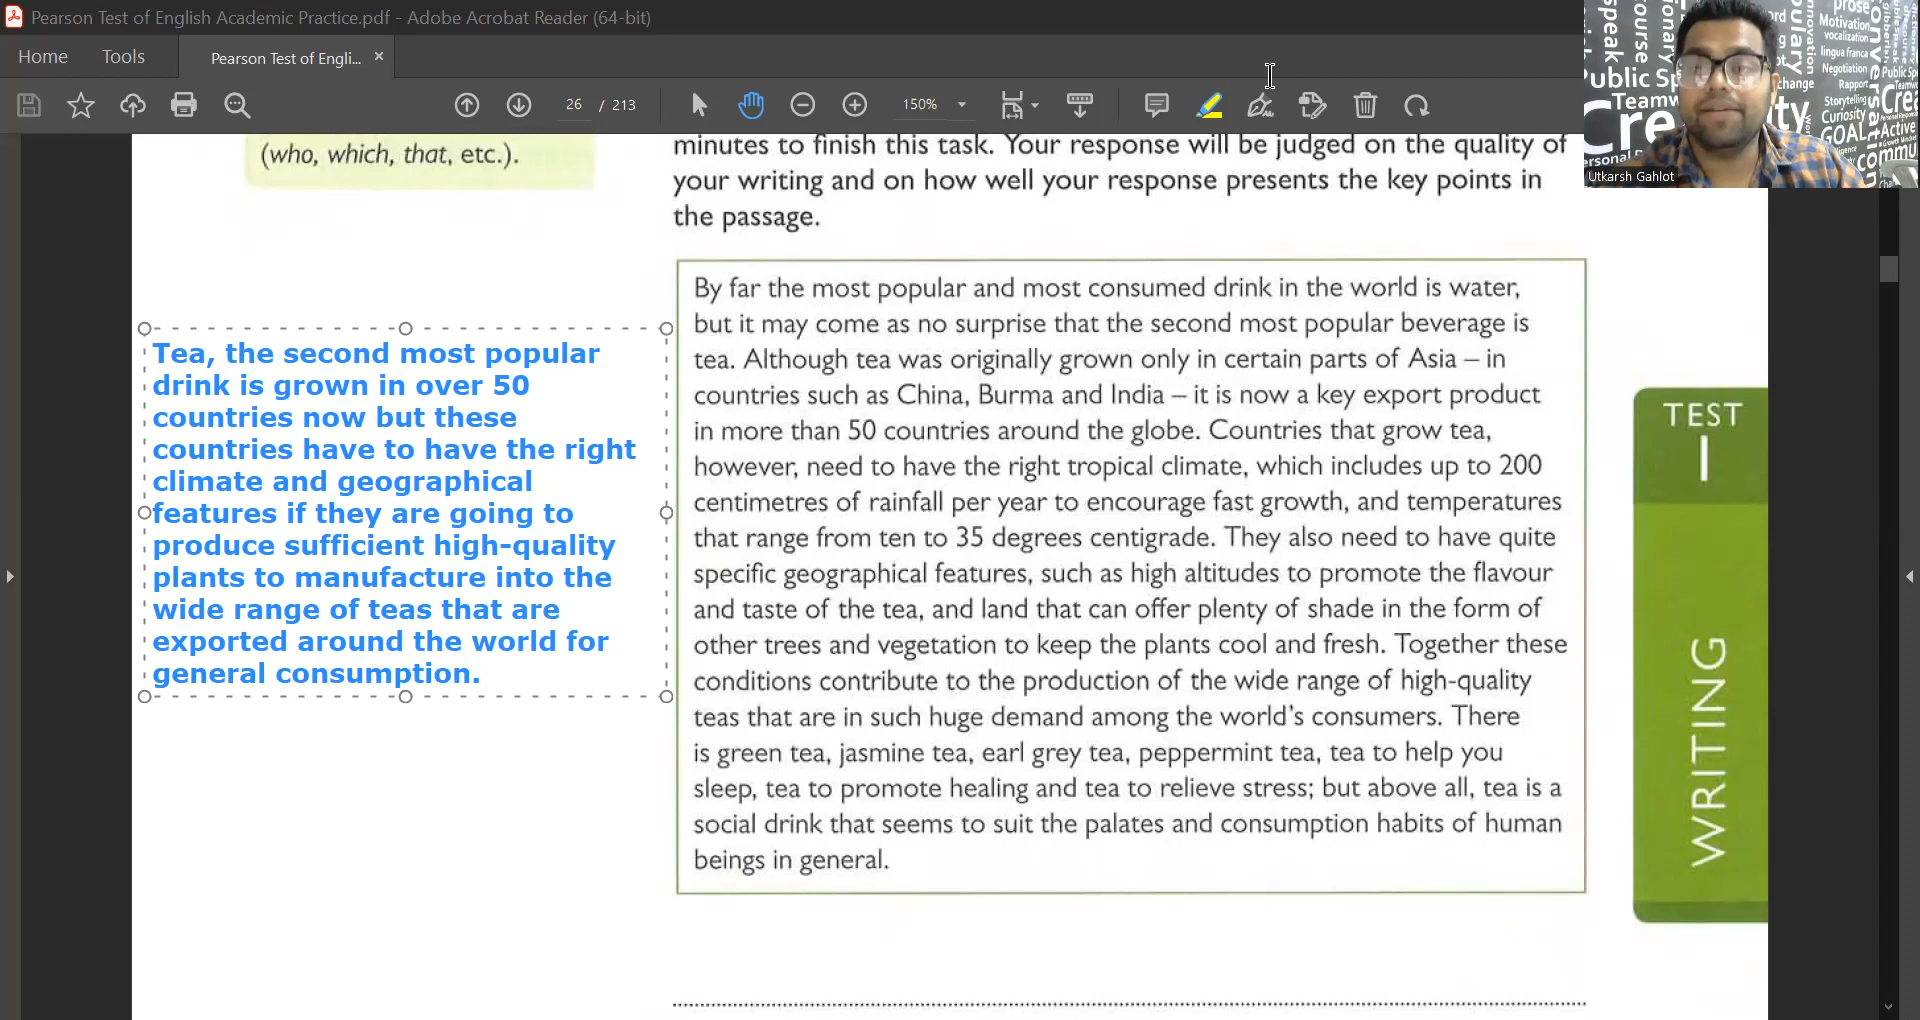 Pearson Test of English Academic Practice.pdf - Adobe Acrobat Reader (64-bit)
Home
Tools
Pearson Test of Engli... ×
26 / 213
150%
Utkarsh Gahlot
(who, which, that, etc.).
minutes to finish this task. Your response will be judged on the quality of
your writing and on how well your response presents the key points in
the passage.
Tea, the second most popular
drink is grown in over 50
countries now but these
countries have to have the right
climate and geographical
features if they are going to
produce sufficient high-quality
plants to manufacture into the
wide range of teas that are
exported around the world for
general consumption.
By far the most popular and most consumed drink in the world is water,
but it may come as no surprise that the second most popular beverage is
tea. Although tea was originally grown only in certain parts of Asia – in
countries such as China, Burma and India – it is now a key export product
in more than 50 countries around the globe. Countries that grow tea,
however, need to have the right tropical climate, which includes up to 200
centimetres of rainfall per year to encourage fast growth, and temperatures
that range from ten to 35 degrees centigrade. They also need to have quite
specific geographical features, such as high altitudes to promote the flavour
and taste of the tea, and land that can offer plenty of shade in the form of
other trees and vegetation to keep the plants cool and fresh. Together these
conditions contribute to the production of the wide range of high-quality
teas that are in such huge demand among the world's consumers. There
is green tea, jasmine tea, earl grey tea, peppermint tea, tea to help you
sleep, tea to promote healing and tea to relieve stress; but above all, tea is a
social drink that seems to suit the palates and consumption habits of human
beings in general.
TEST
1
WRITING